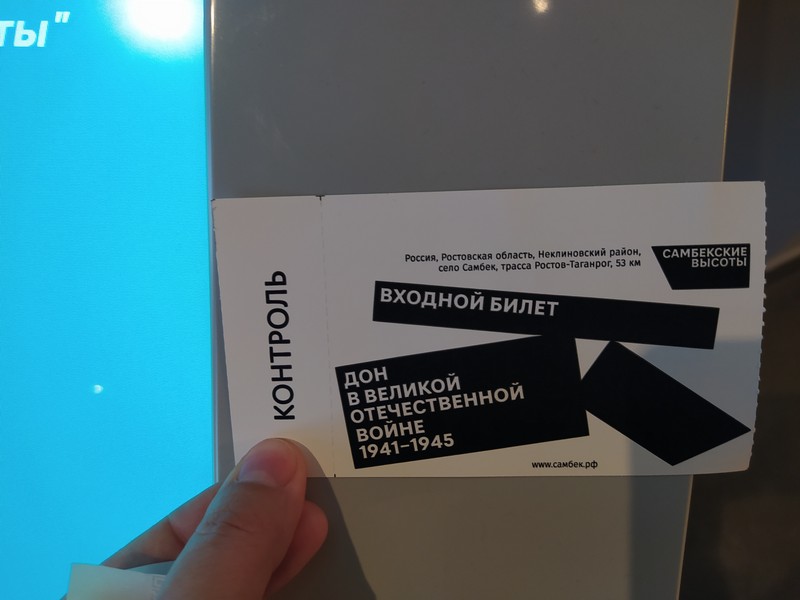 ты"
КОНТРОЛЬ
Россия, Ростовская область, Неклиновский район,
село Самбек, трасса Ростов-Таганрог, 53 км
САМБЕКСКИЕ
ВЫСОТЫ
ВХОДНОЙ БИЛЕТ
ДОН
В ВЕЛИКОЙ
ОТЕЧЕСТВЕННОЙ
ВОЙНЕ
1941–1945
www.самбек.рф